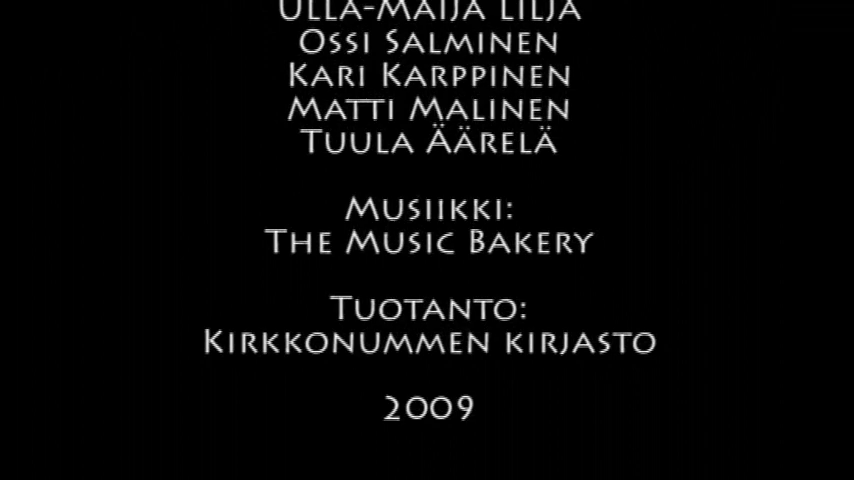 Ulla-Maija Lilja
Ossi Salminen
Kari Karppinen
Matti Malinen
Tuula Äärelä
Musiikki:
The Music Bakery
Tuotanto:
Kirkkonummen kirjasto
2009